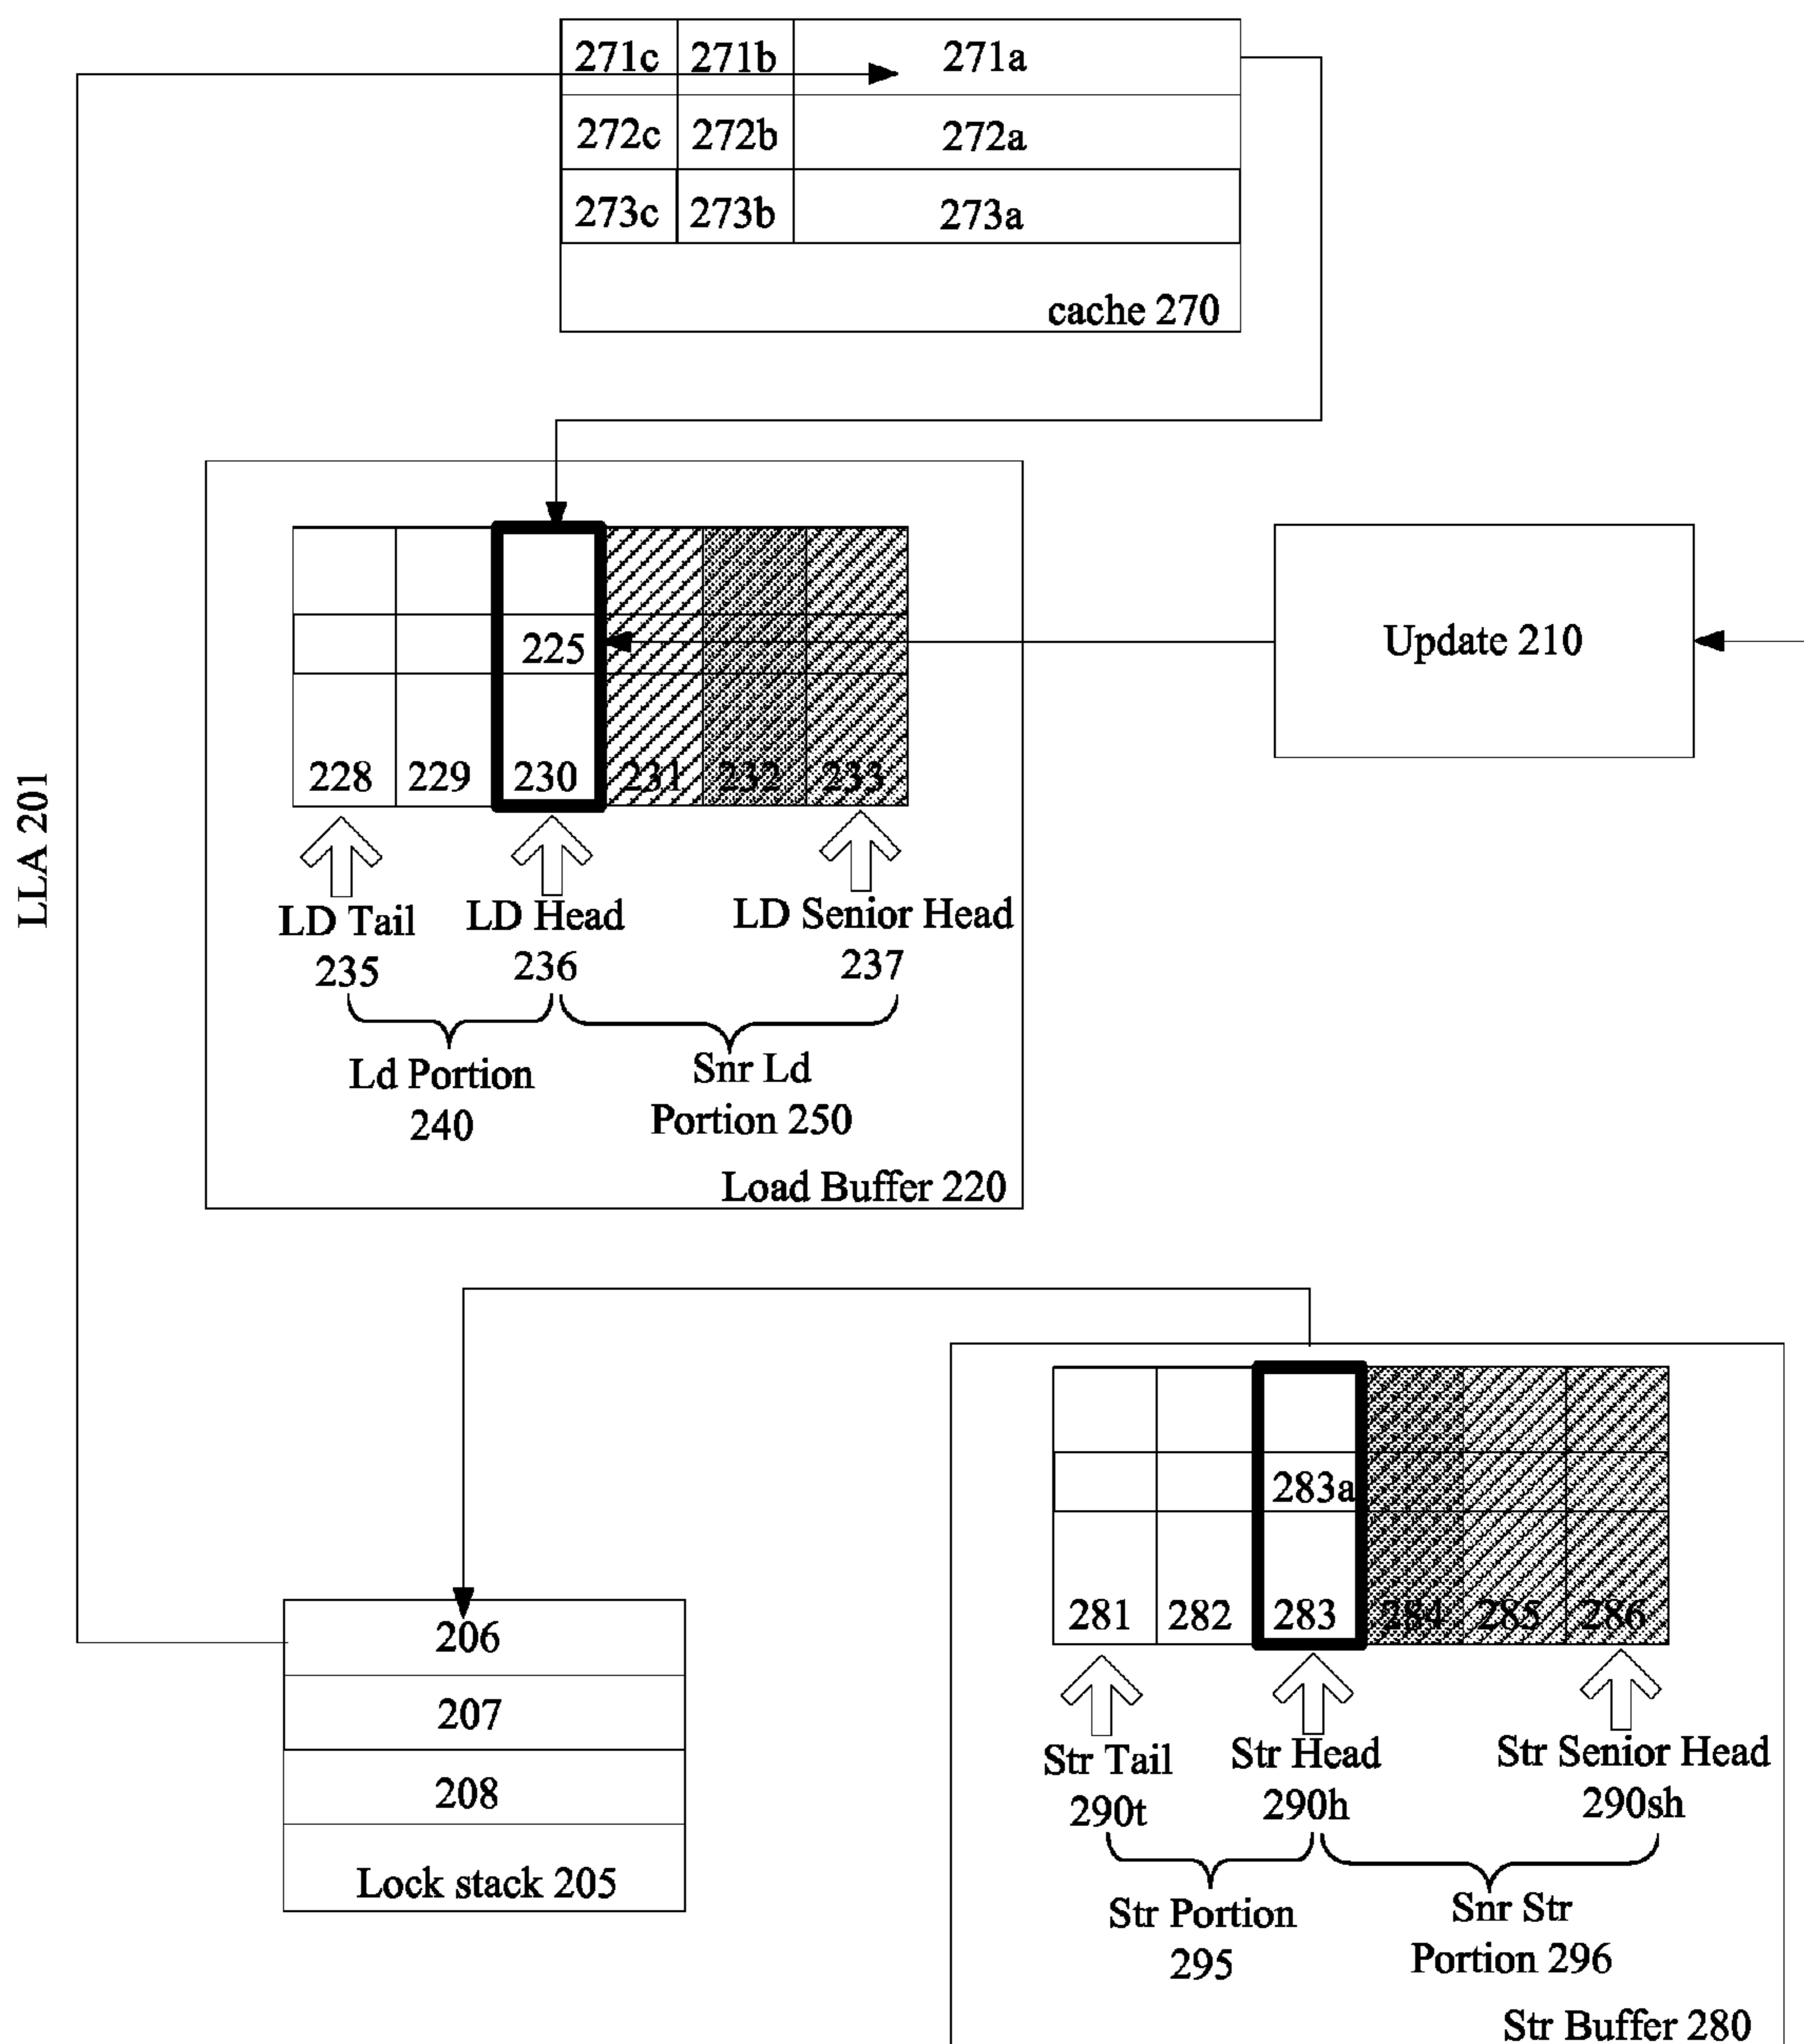 271c 271b 271a
272c 272b 272a
273c 273b 273a
cache 270
LLA 201
225
228 229 230 231 232 233
Update 210
LD Tail
235
LD Head
236
LD Senior Head
237
Ld Portion
240
Snr Ld
Portion 250
Load Buffer 220
283a
281 282 283 284 285 286
206
207
208
Lock stack 205
Str Tail
290t
Str Head
290h
Str Senior Head
290sh
Str Portion
295
Snr Str
Portion 296
Str Buffer 280